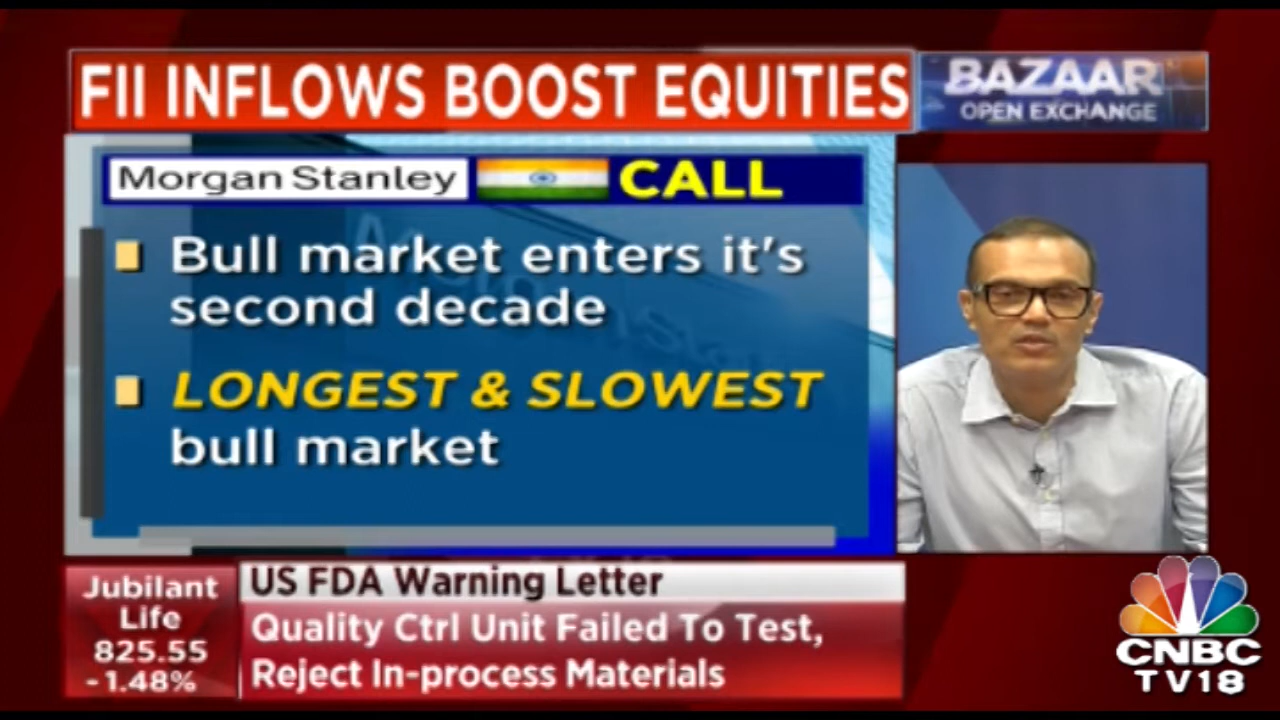 FII INFLOWS BOOST EQUITIES
BAZAAR
OPEN EXCHANGE
Morgan Stanley CALL
Bull market enters it's
second decade
LONGEST & SLOWEST
bull market
Jubilant
Life
825.55
-1.48%
US FDA Warning Letter
Quality Ctrl Unit Failed To Test,
Reject In-process Materials
CNBC
TV18